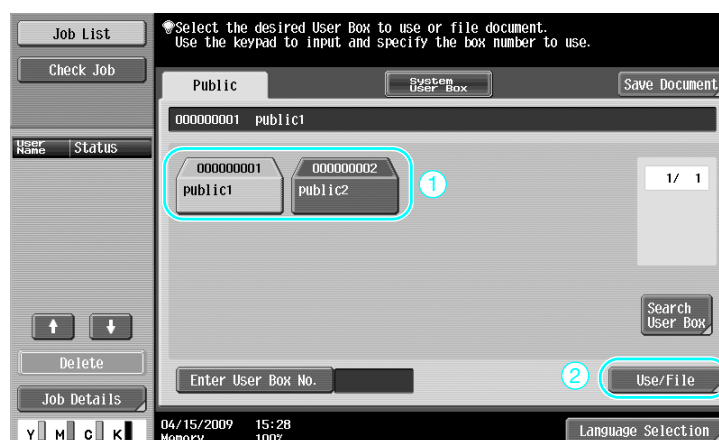 Job List
Check Job
User Name Status
Delete
Job Details
Y M C K
Select the desired User Box to use or file document.
Use the keypad to input and specify the box number to use.
Public
System User Box
Save Document
000000001 public1
000000001
public1
000000002
public2
1
1/ 1
Search
User Box
Enter User Box No.
2
Use/File
04/15/2009 15:28
Memory 100%
Language Selection